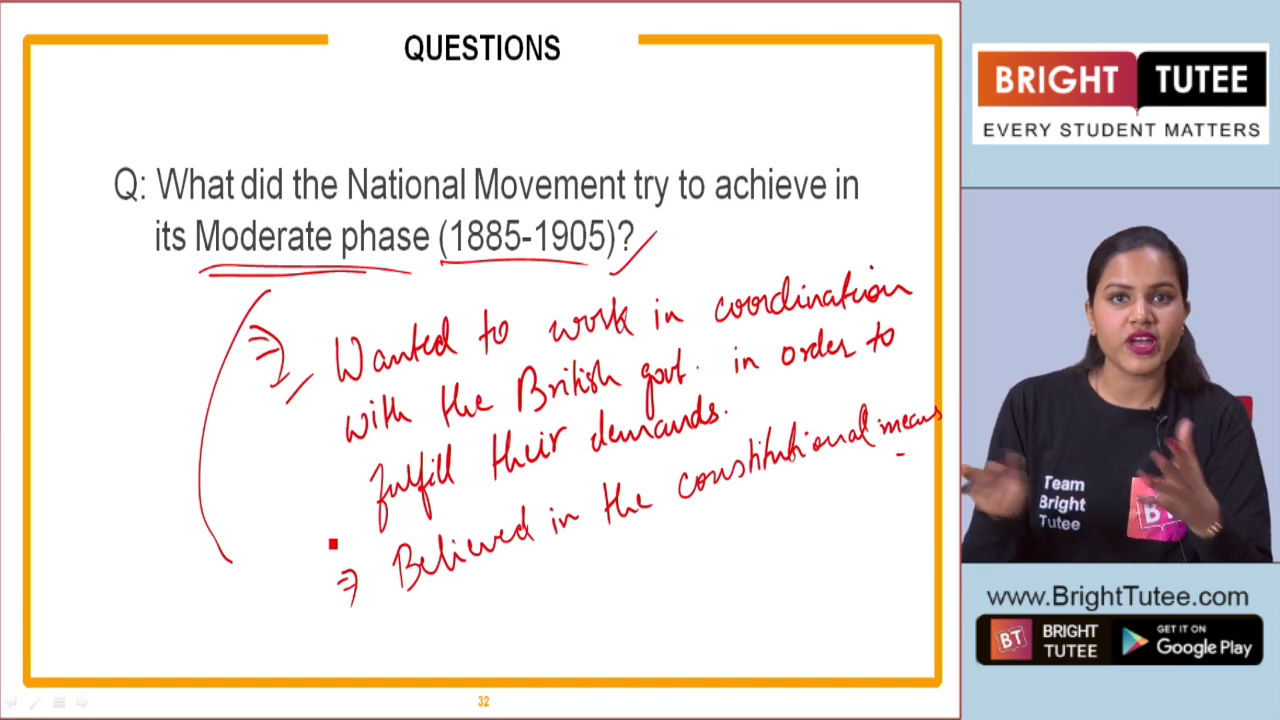 QUESTIONS
Q: What did the National Movement try to achieve in
its Moderate phase (1885-1905)?
⇒ Wanted to work in coordination
with the British govt. in order to
fulfill their demands.
⇒ Believed in the constitutional means
32
BRIGHT TUTEE
EVERY STUDENT MATTERS
Team
Bright
Tutee
BT
www.BrightTutee.com
BT BRIGHT TUTEE
GET IT ON
Google Play